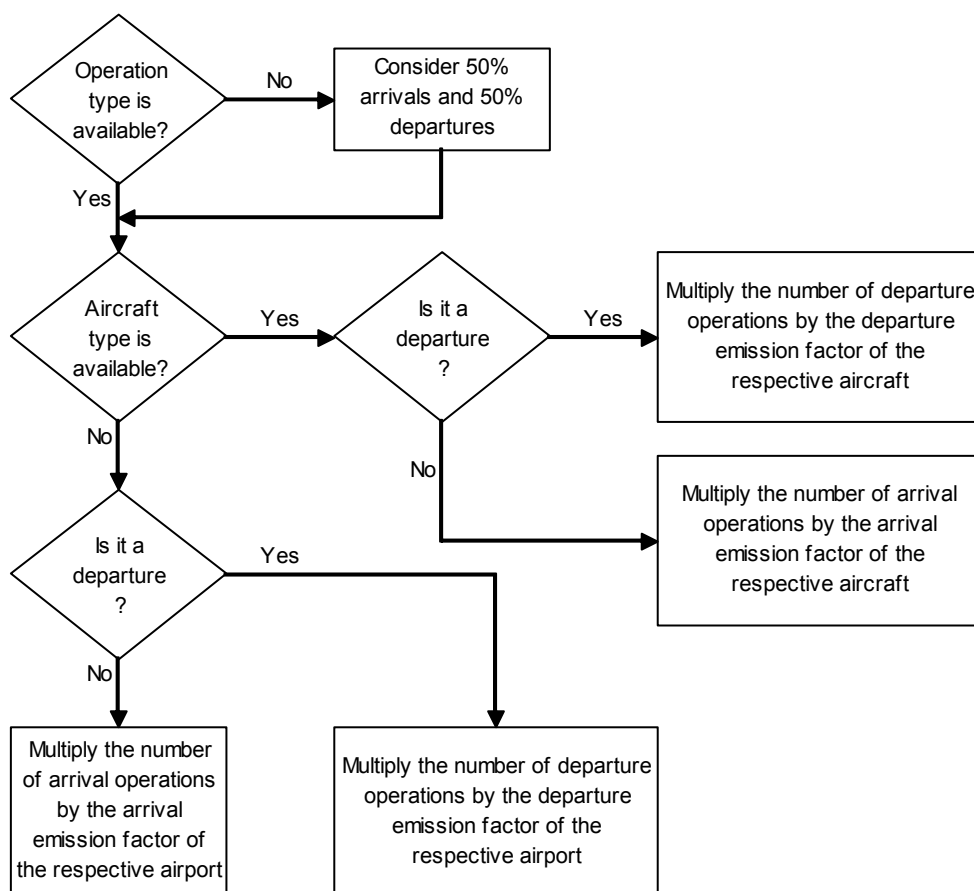 Operation
type is
available?
No
Consider 50%
arrivals and 50%
departures
Yes
Aircraft
type is
available?
Yes
Is it a
departure
?
Yes
Multiply the number of departure
operations by the departure
emission factor of the
respective aircraft
No
No
Multiply the number of arrival
operations by the arrival
emission factor of the
respective aircraft
Is it a
departure
?
Yes
No
Multiply the number
of arrival operations
by the arrival
emission factor of
the respective airport
Multiply the number of departure
operations by the departure
emission factor of the
respective airport